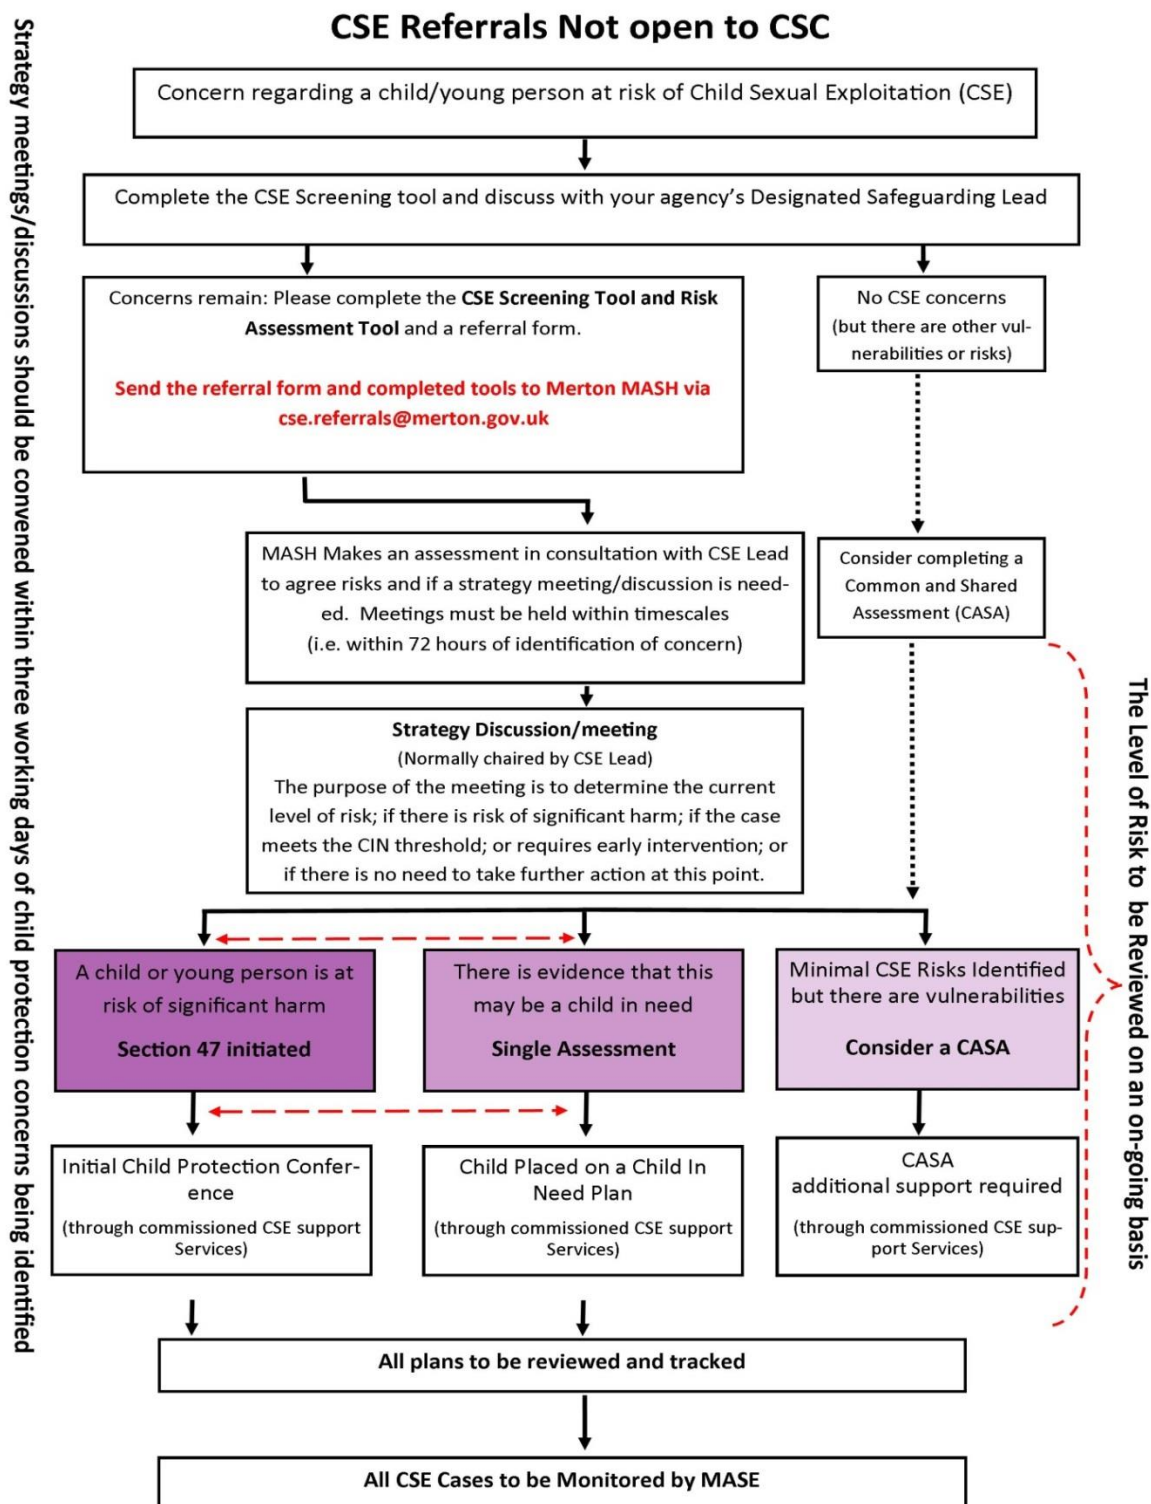 CSE Referrals Not open to CSC
Strategy meetings/discussions should be convened within three working days of child protection concerns being identified
Concern regarding a child/young person at risk of Child Sexual Exploitation (CSE)
Complete the CSE Screening tool and discuss with your agency's Designated Safeguarding Lead
Concerns remain: Please complete the CSE Screening Tool and Risk
Assessment Tool and a referral form.
Send the referral form and completed tools to Merton MASH via
cse.referrals@merton.gov.uk
No CSE concerns
(but there are other vul-
nerabilities or risks)
MASH Makes an assessment in consultation with CSE Lead
to agree risks and if a strategy meeting/discussion is need-
ed. Meetings must be held within timescales
(i.e. within 72 hours of identification of concern)
Consider completing a
Common and Shared
Assessment (CASA)
Strategy Discussion/meeting
(Normally chaired by CSE Lead)
The purpose of the meeting is to determine the current
level of risk; if there is risk of significant harm; if the case
meets the CIN threshold; or requires early intervention; or
if there is no need to take further action at this point.
The Level of Risk to be Reviewed on an on-going basis
A child or young person is at
risk of significant harm
Section 47 initiated
There is evidence that this
may be a child in need
Single Assessment
Minimal CSE Risks Identified
but there are vulnerabilities
Consider a CASA
Initial Child Protection Confer-
ence
(through commissioned CSE support
Services)
Child Placed on a Child In
Need Plan
(through commissioned CSE support
Services)
CASA
additional support required
(through commissioned CSE sup-
port Services)
All plans to be reviewed and tracked
All CSE Cases to be Monitored by MASE